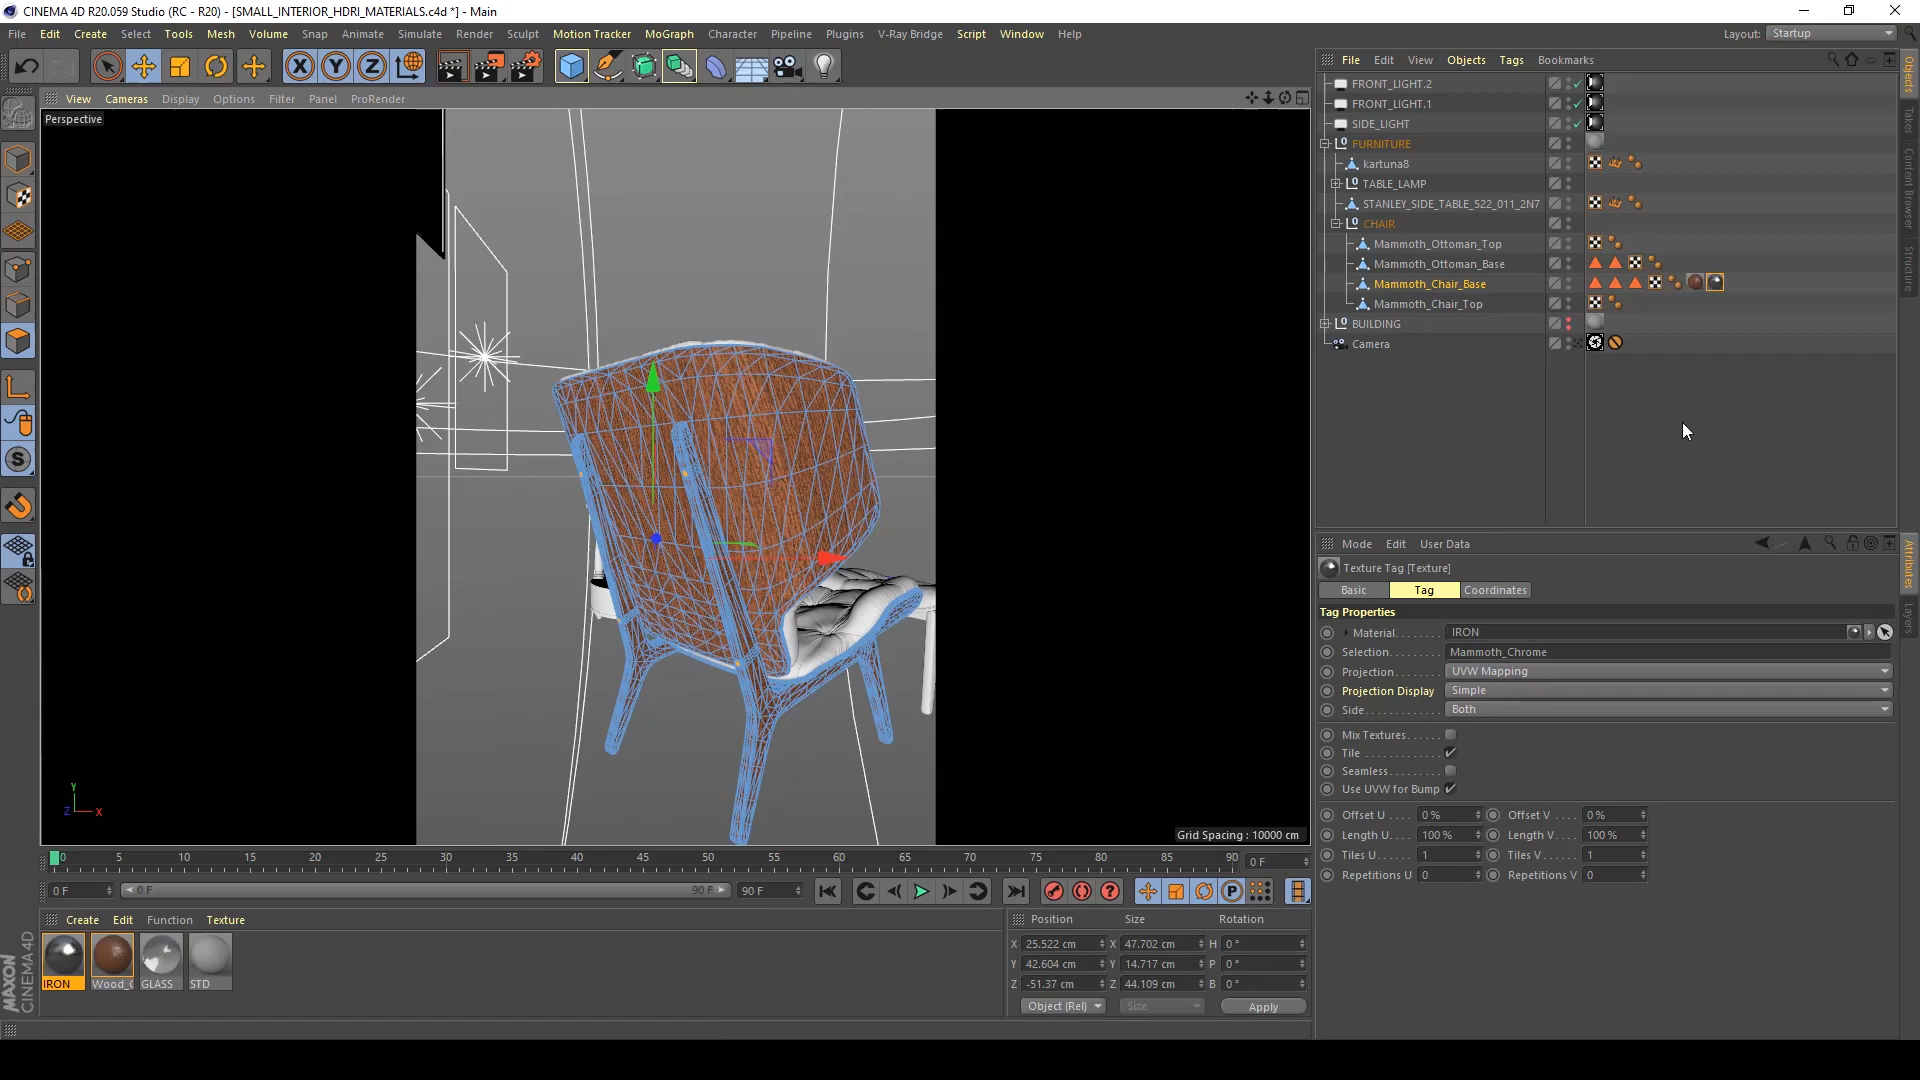 CINEMA 4D R20.059 Studio (RC - R20) - [SMALL_INTERIOR_HDRI_MATERIALS.c4d *] - Main
File Edit Create Select Tools Mesh Volume Snap Animate Simulate Render Sculpt Motion Tracker MoGraph Character Pipeline Plugins V-Ray Bridge Script Window Help
Layout: Startup
View Cameras Display Options Filter Panel ProRender
Perspective
File Edit View Objects Tags Bookmarks
FRONT_LIGHT.2
FRONT_LIGHT.1
SIDE_LIGHT
FURNITURE
kartuna8
TABLE_LAMP
STANLEY_SIDE_TABLE_522_011_2N7
CHAIR
Mammoth_Ottoman_Top
Mammoth_Ottoman_Base
Mammoth_Chair_Base
Mammoth_Chair_Top
BUILDING
Camera
Objects
Takes
Content Browser
Structure
Mode Edit User Data
Texture Tag [Texture]
Basic Tag Coordinates
Tag Properties
Material IRON
Selection Mammoth_Chrome
Projection UVW Mapping
Projection Display Simple
Side Both
Mix Textures
Tile
Seamless
Use UVW for Bump
Offset U 0 % Offset V 0 %
Length U 100 % Length V 100 %
Tiles U 1 Tiles V 1
Repetitions U 0 Repetitions V 0
Attributes
Layers
Y
Z X
Grid Spacing : 10000 cm
0 5 10 15 20 25 30 35 40 45 50 55 60 65 70 75 80 85 90 0 F
0 F 0 F 90 F 90 F
Create Edit Function Texture
IRON Wood_ GLASS STD
Position Size Rotation
X 25.522 cm X 47.702 cm H 0 °
Y 42.604 cm Y 14.717 cm P 0 °
Z -51.37 cm Z 44.109 cm B 0 °
Object (Rel) Size Apply
MAXON
CINEMA 4D